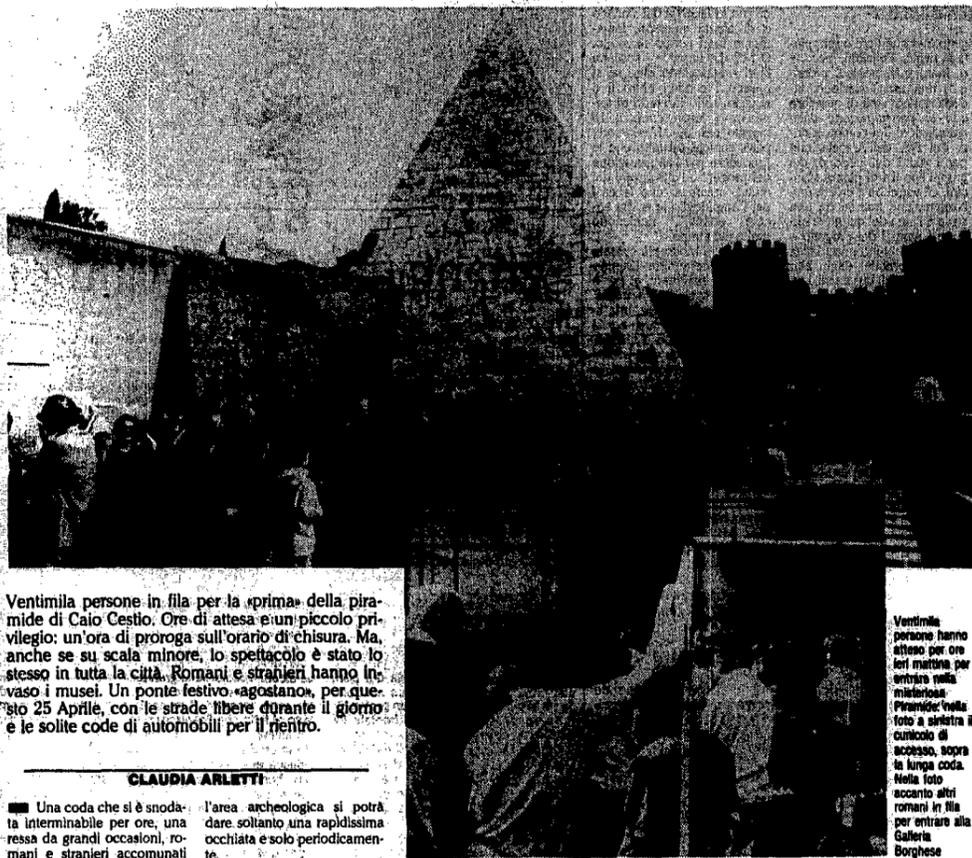 Ventimila persone in fila per la «prima» della pira-
mide di Caio Cestio. Ore di attesa e un piccolo pri-
vilegio: un'ora di proroga sull'orario di chisura. Ma,
anche se su scala minore, lo spettacolo è stato lo
stesso in tutta la città. Romani e stranieri hanno in-
vaso i musei. Un ponte festivo «agostano», per que-
sto 25 Aprile, con le strade libere durante il giorno
e le solite code di automobili per il rientro.
CLAUDIA ARLETTI
Una coda che si è snoda-
ta interminabile per ore, una
ressa da grandi occasioni, ro-
mani e stranieri accomunati
l'area archeologica si potrà
dare soltanto una rapidissima
occhiata e solo periodicamen-
te.
Ventimila
persone hanno
atteso per ore
ieri mattina per
entrare nella
misteriosa
Piramide: nella
foto a sinistra il
cunicolo di
accesso, sopra
la lunga coda.
Nella foto
accanto altri
romani in fila
per entrare alla
Galleria
Borghese